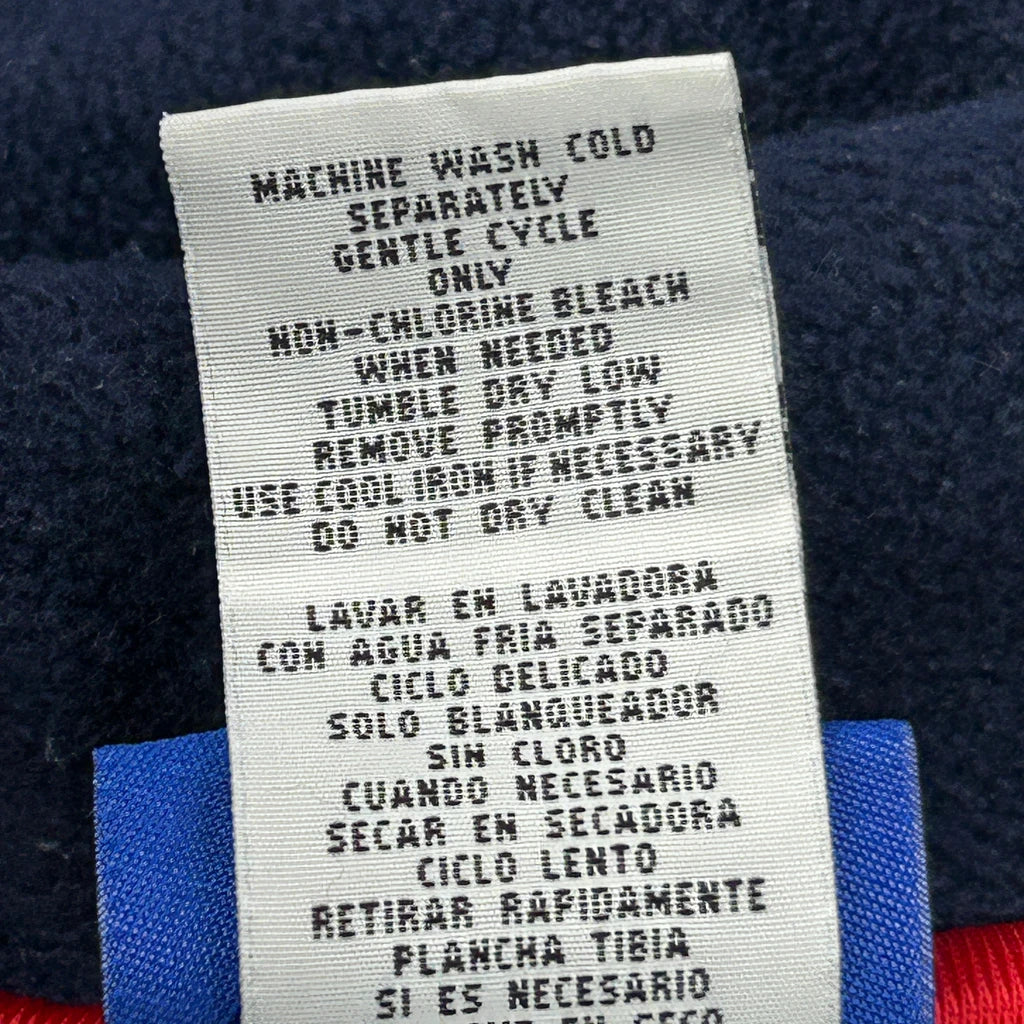 MACHINE WASH COLD
SEPARATELY
GENTLE CYCLE
ONLY
NON-CHLORINE BLEACH
WHEN NEEDED
TUMBLE DRY LOW
REMOVE PROMPTLY
USE COOL IRON IF NECESSARY
DO NOT DRY CLEAN
LAVAR EN LAVADORA
CON AGUA FRIA SEPARADO
CICLO DELICADO
SOLO BLANQUEADOR
SIN CLORO
CUANDO NECESARIO
SECAR EN SECADORA
CICLO LENTO
RETIRAR RAPIDAMENTE
PLANCHA TIBIA
SI ES NECESARIO